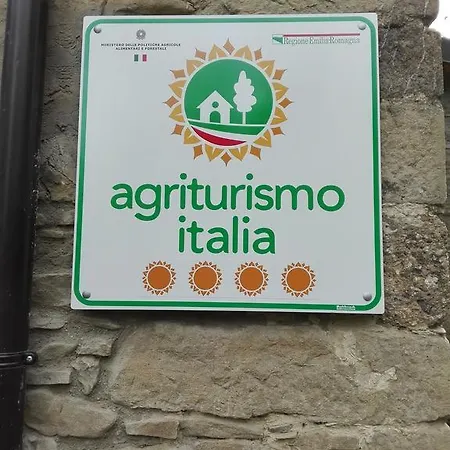 MINISTERO DELLE POLITICHE AGRICOLE
ALIMENTARI E FORESTALI
Regione Emilia Romagna
agriturismo
italia